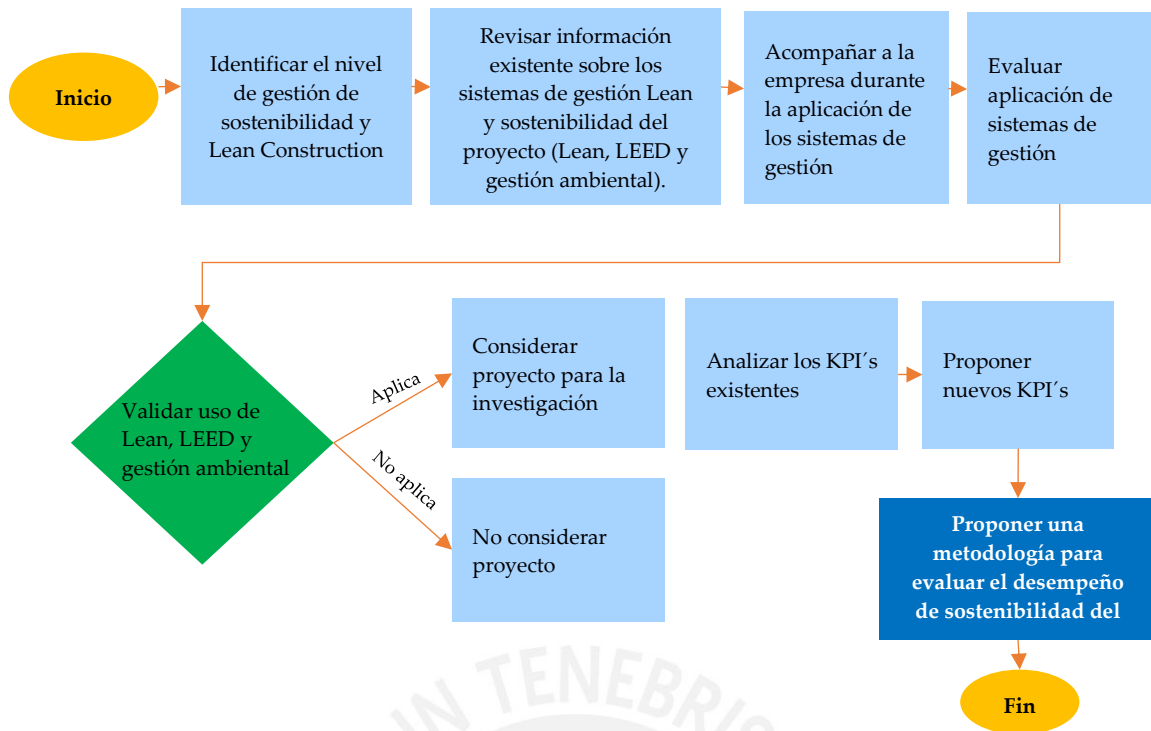 Inicio
Identificar el nivel
de gestión de
sostenibilidad y
Lean Construction
Revisar información
existente sobre los
sistemas de gestión Lean
y sostenibilidad del
proyecto (Lean, LEED y
gestión ambiental).
Acompañar a la
empresa durante
la aplicación de
los sistemas de
gestión
Evaluar
aplicación de
sistemas de
gestión
Validar uso de
Lean, LEED y
gestión ambiental
Aplica
No aplica
Considerar
proyecto para la
investigación
No considerar
proyecto
Analizar los KPI´s
existentes
Proponer
nuevos KPI´s
Proponer una
metodología para
evaluar el desempeño
de sostenibilidad del
Fin
IN TENEBRIS